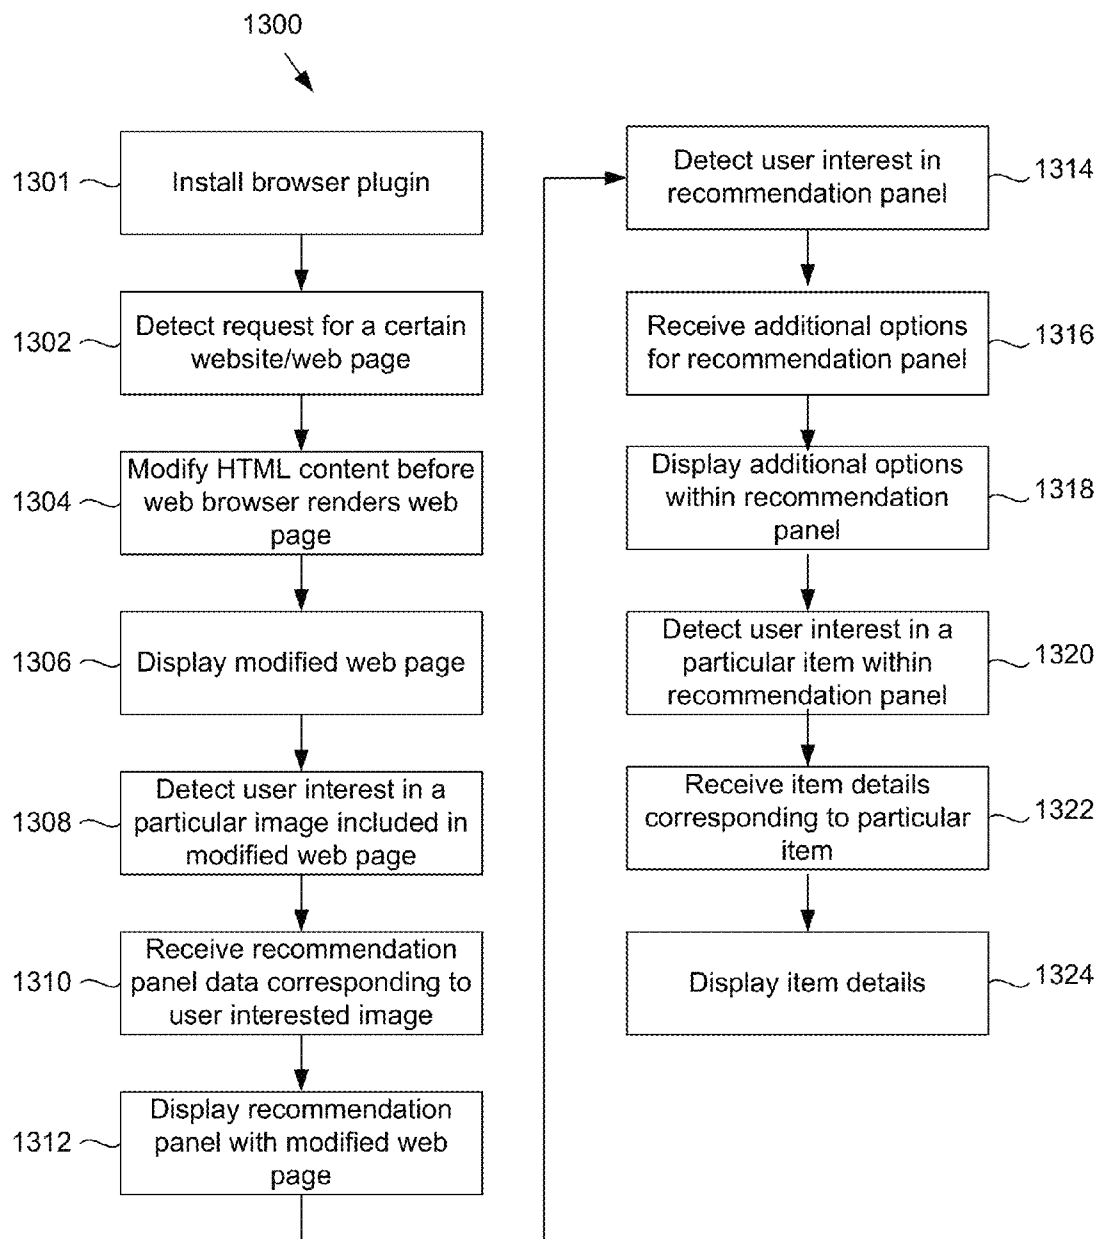 1300
1301
Install browser plugin
1302
Detect request for a certain
website/web page
1304
Modify HTML content before
web browser renders web
page
1306
Display modified web page
1308
Detect user interest in a
particular image included in
modified web page
1310
Receive recommendation
panel data corresponding to
user interested image
1312
Display recommendation
panel with modified web
page
Detect user interest in
recommendation panel
1314
Receive additional options
for recommendation panel
1316
Display additional options
within recommendation
panel
1318
Detect user interest in a
particular item within
recommendation panel
1320
Receive item details
corresponding to particular
item
1322
Display item details
1324